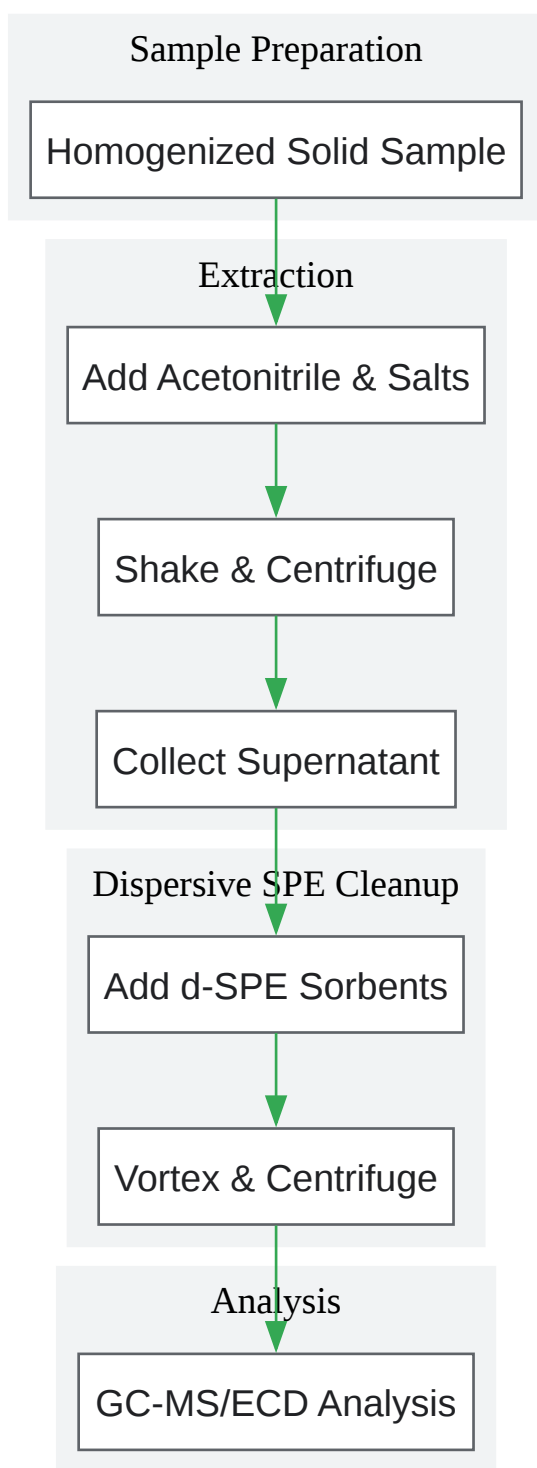 Sample Preparation
Homogenized Solid Sample
Extraction
Add Acetonitrile & Salts
Shake & Centrifuge
Collect Supernatant
Dispersive SPE Cleanup
Add d-SPE Sorbents
Vortex & Centrifuge
Analysis
GC-MS/ECD Analysis